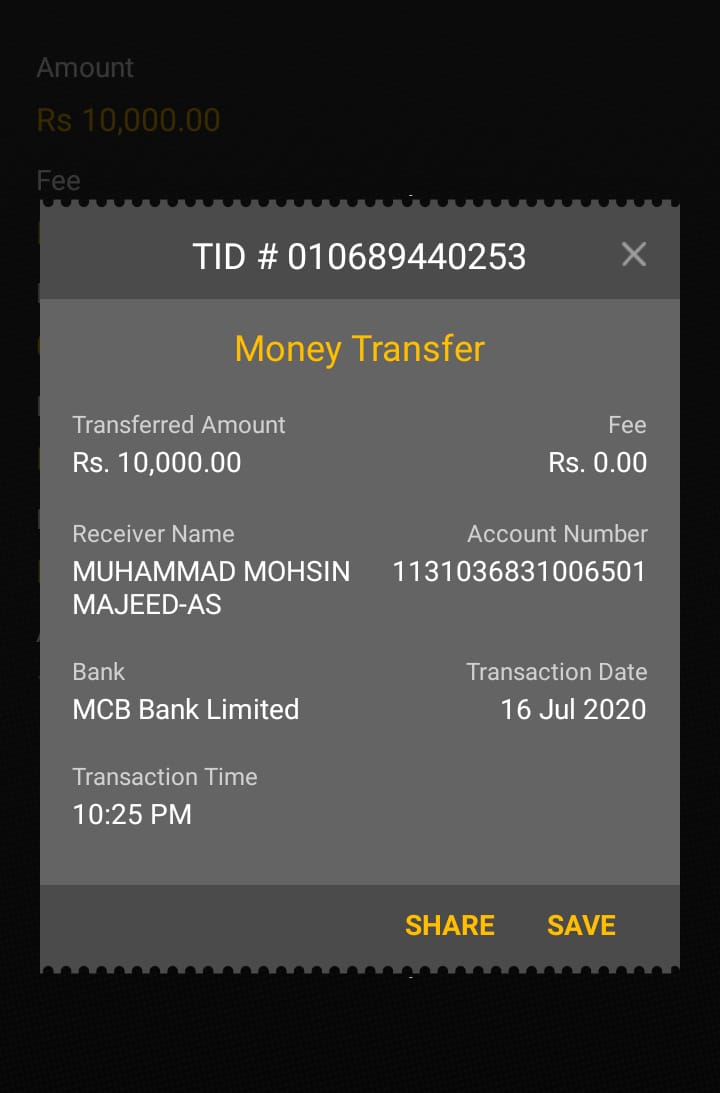 Amount
Rs 10,000.00
Fee
TID # 010689440253
Money Transfer
Transferred Amount Fee
Rs. 10,000.00 Rs. 0.00
Receiver Name Account Number
MUHAMMAD MOHSIN 1131036831006501
MAJEED-AS
Bank Transaction Date
MCB Bank Limited 16 Jul 2020
Transaction Time
10:25 PM
SHARE SAVE